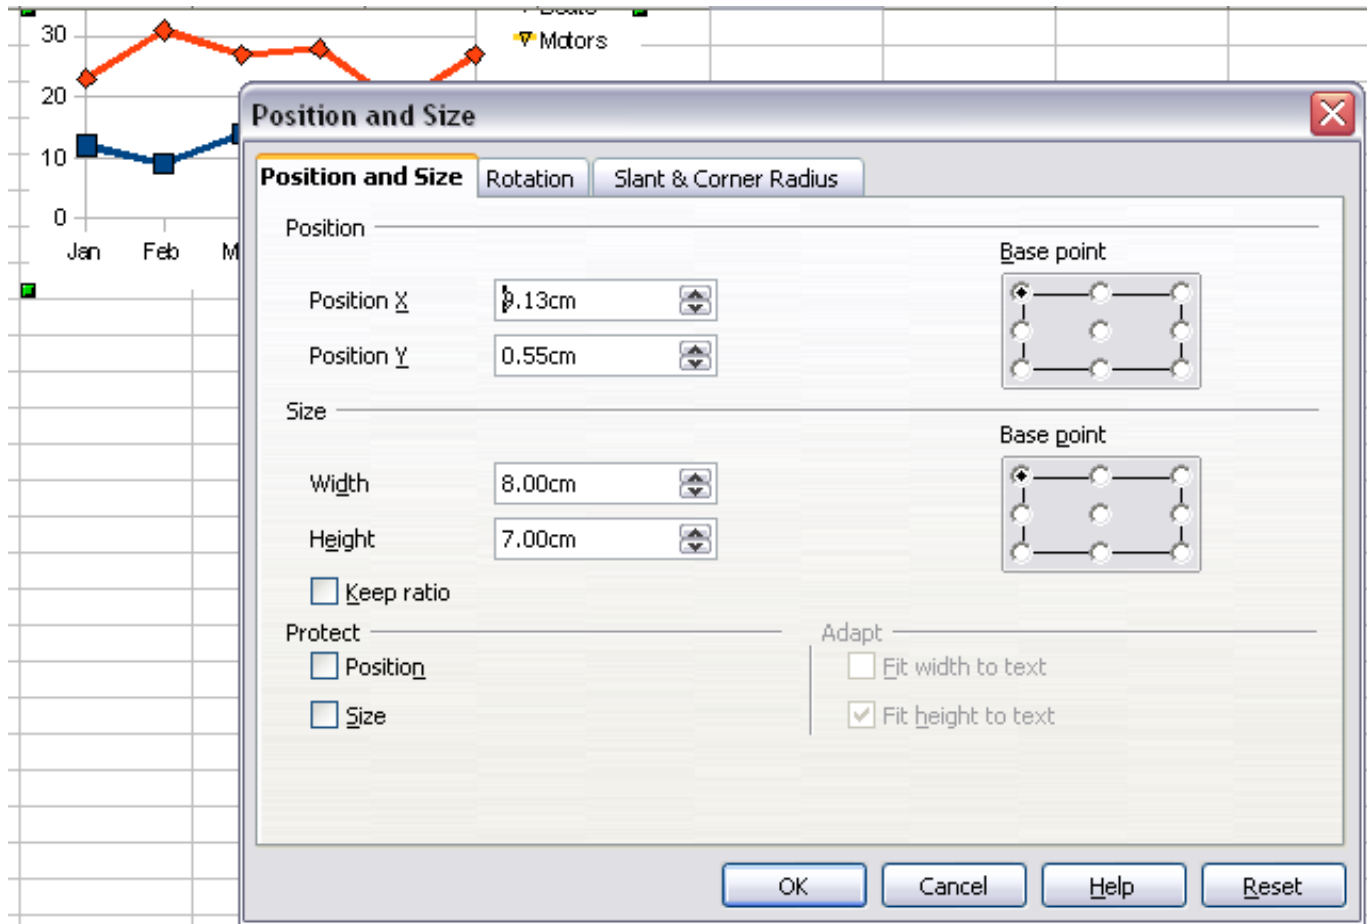 30
Motors
20
Position and Size
10
Position and Size Rotation Slant & Corner Radius
0
Jan Feb M
Position
Base point
Position X 9.13cm
Position Y 0.55cm
Size
Base point
Width 8.00cm
Height 7.00cm
Keep ratio
Protect Adapt
Position Fit width to text
Size Fit height to text
OK Cancel Help Reset